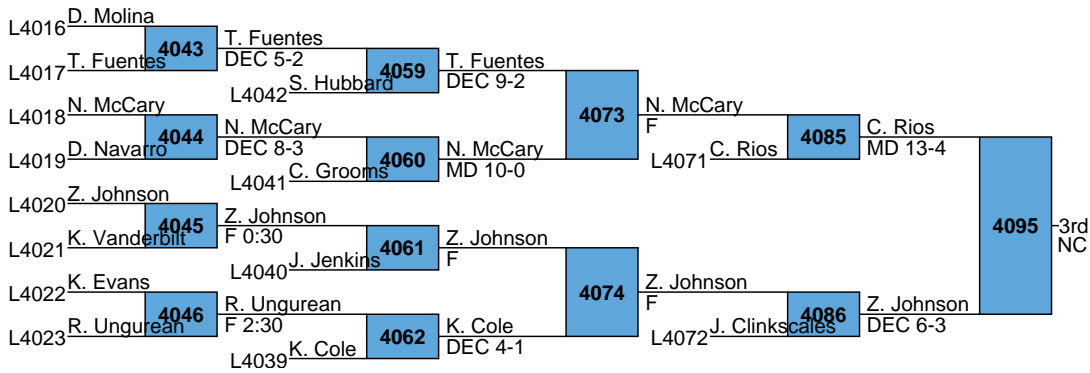 D. Molina
L4016
4043
T. Fuentes
L4017
T. Fuentes
DEC 5-2
4059
S. Hubbard
L4042
T. Fuentes
DEC 9-2
N. McCary
L4018
4044
D. Navarro
L4019
N. McCary
DEC 8-3
4060
C. Grooms
L4041
N. McCary
MD 10-0
4073
N. McCary
F
4085
C. Rios
L4071
C. Rios
MD 13-4
Z. Johnson
L4020
4045
K. Vanderbilt
L4021
Z. Johnson
F 0:30
4061
J. Jenkins
L4040
Z. Johnson
F
K. Evans
L4022
4046
R. Ungurean
L4023
R. Ungurean
F 2:30
4062
K. Cole
L4039
K. Cole
DEC 4-1
4074
Z. Johnson
F
4086
J. Clinkscales
L4072
Z. Johnson
DEC 6-3
4095
3rd
NC